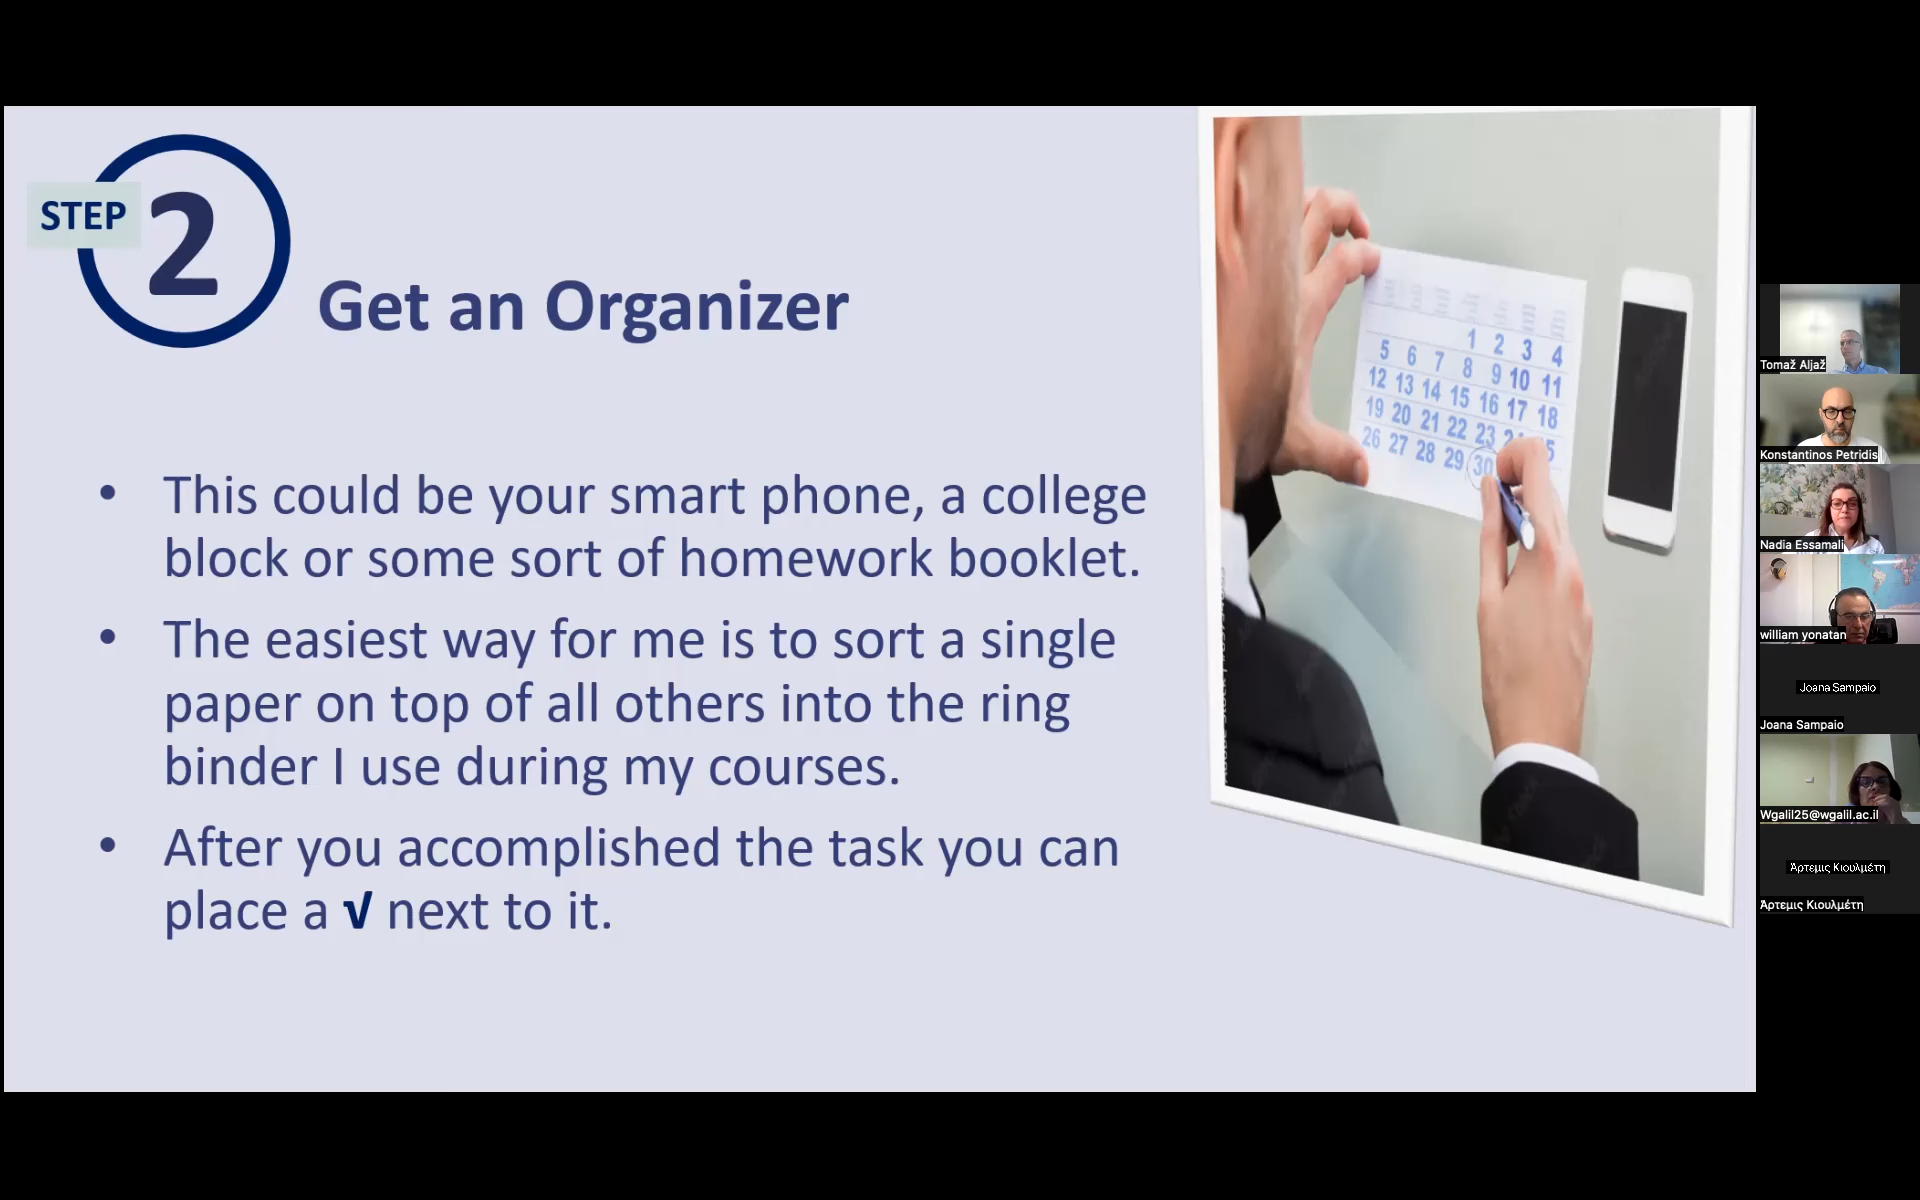 STEP
2
Get an Organizer
• This could be your smart phone, a college
block or some sort of homework booklet.
• The easiest way for me is to sort a single
paper on top of all others into the ring
binder I use during my courses.
• After you accomplished the task you can
place a √ next to it.
1 2 3 4
5 6 7 8 9 10 11
12 13 14 15 16 17 18
19 20 21 22 23
26 27 28 29 30
Tomaž Aljaž
Konstantinos Petridis
Nadia Essamali
william yonatan
Joana Sampaio
Joana Sampaio
Wgalil25@wgalil.ac.il
Άρτεμις Κιουλμέτη
Άρτεμις Κιουλμέτη